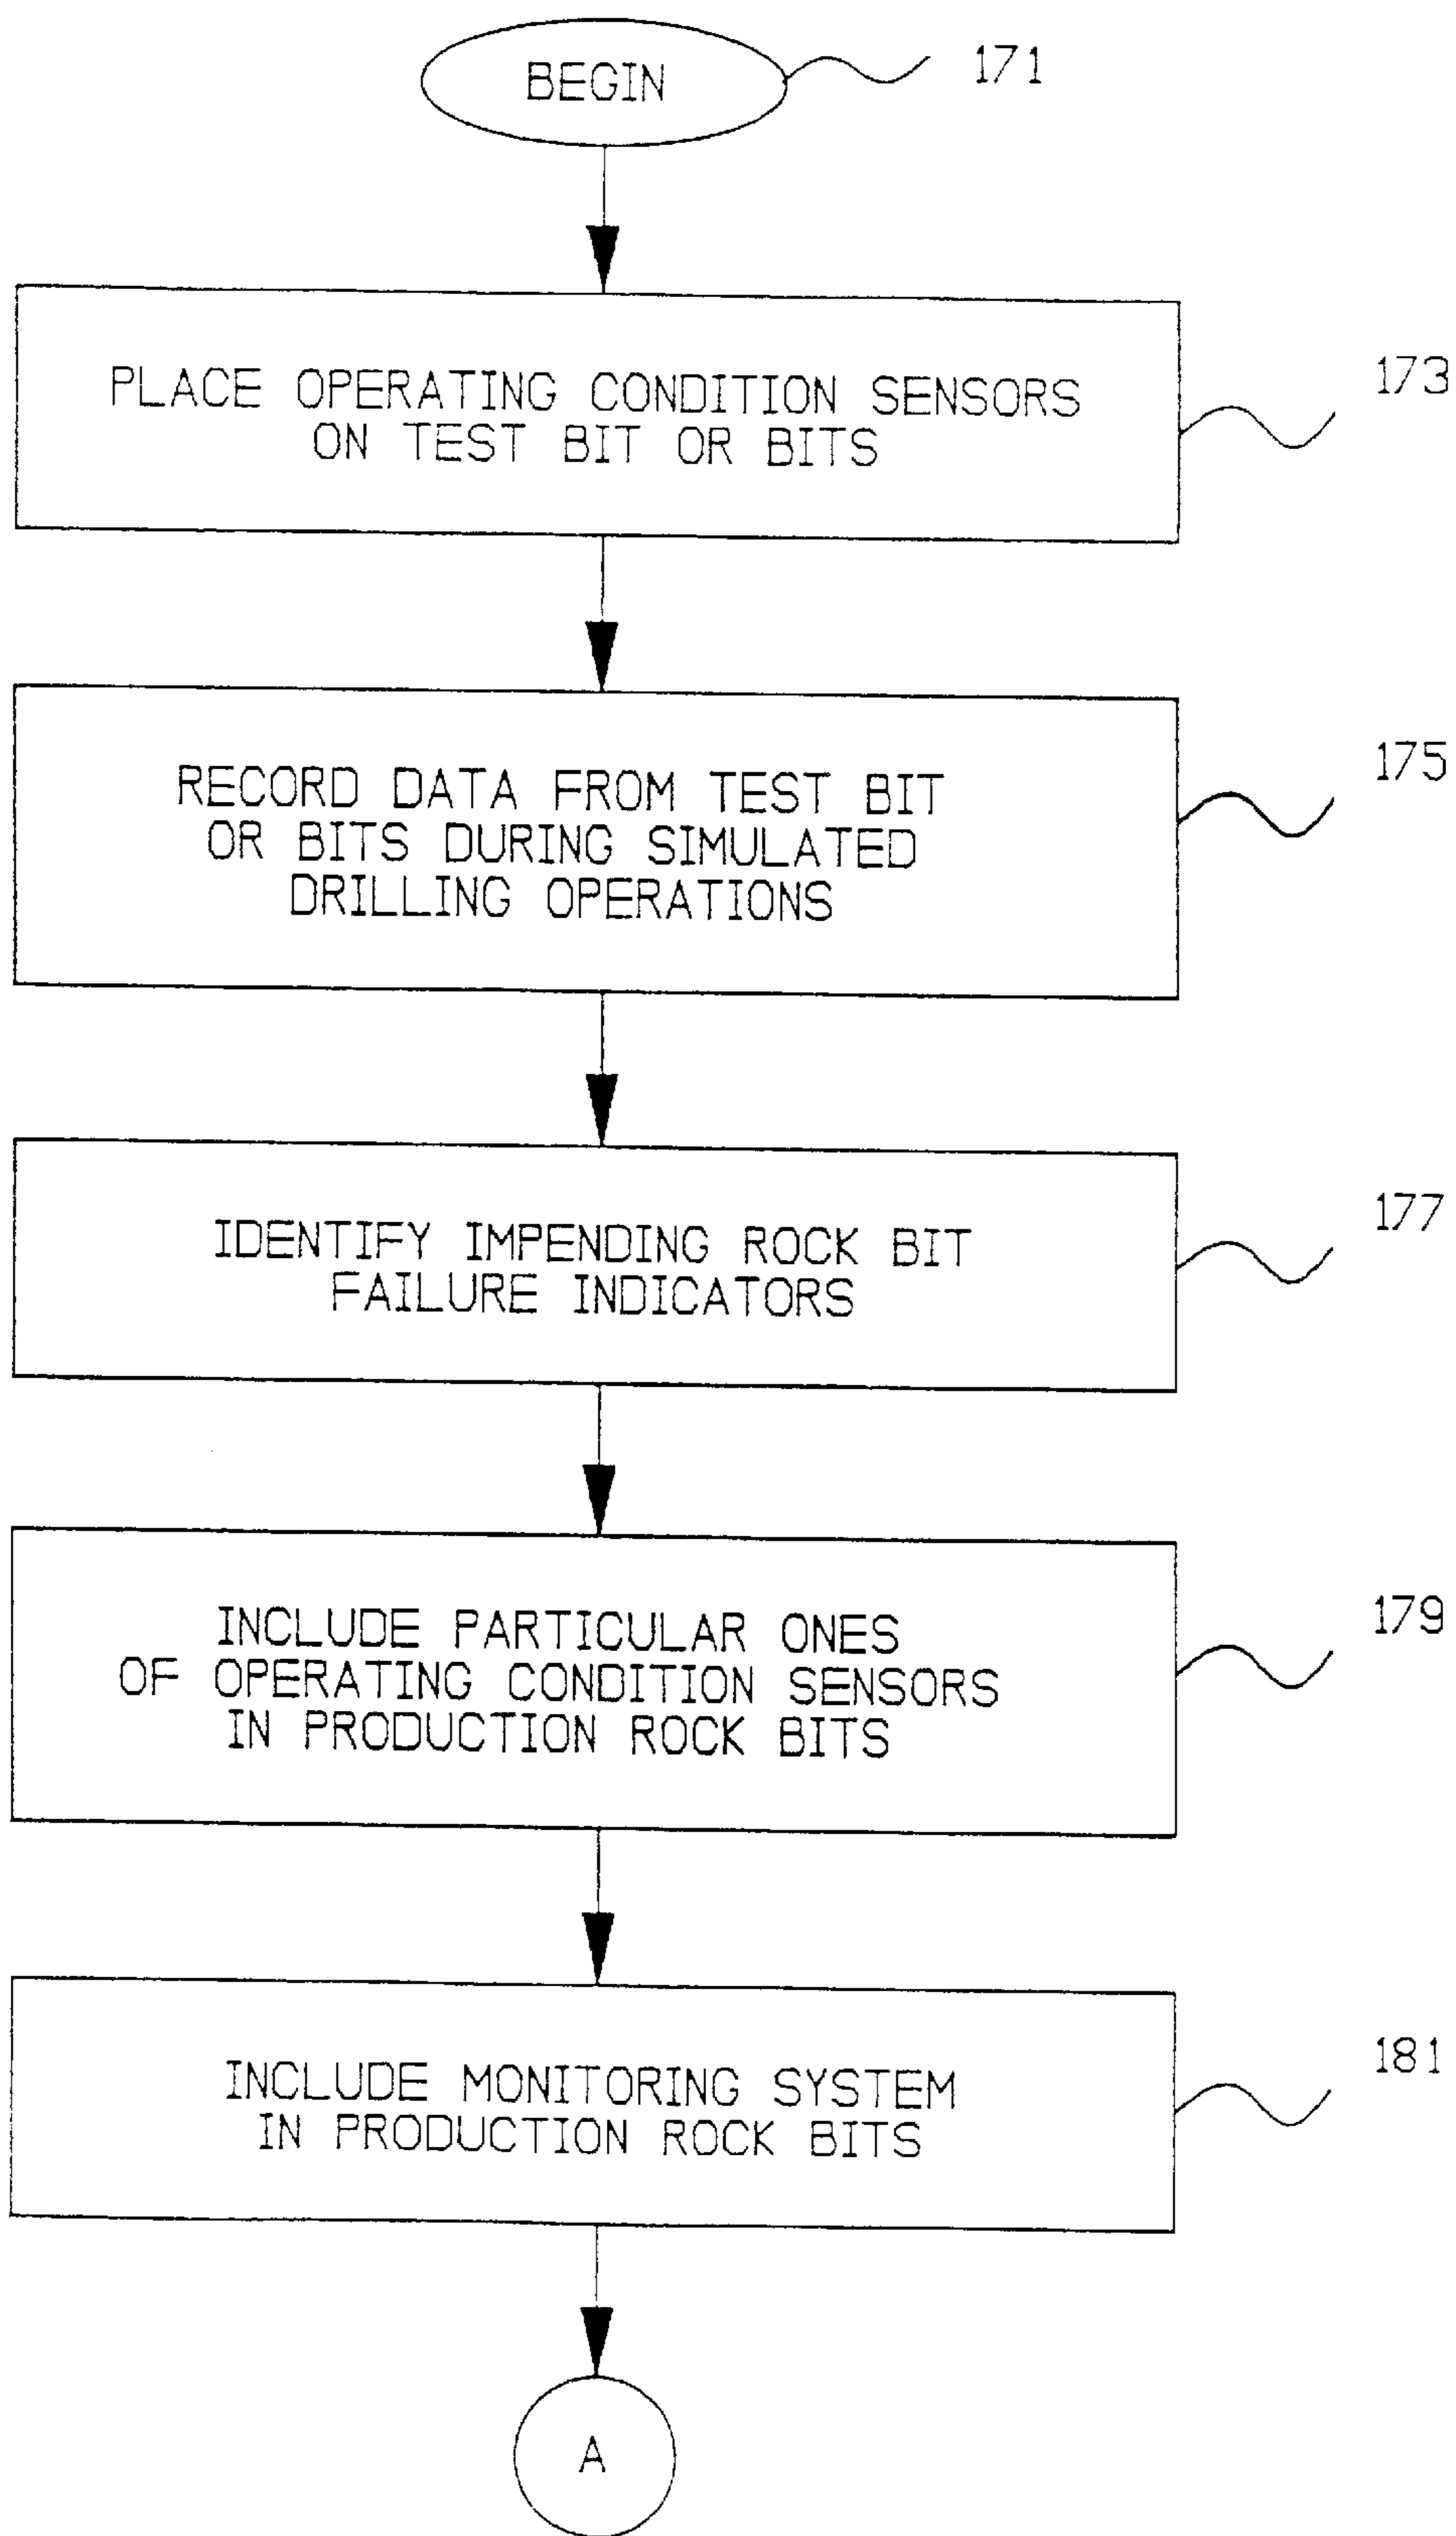 BEGIN
171
PLACE OPERATING CONDITION SENSORS
ON TEST BIT OR BITS
173
RECORD DATA FROM TEST BIT
OR BITS DURING SIMULATED
DRILLING OPERATIONS
175
IDENTIFY IMPENDING ROCK BIT
FAILURE INDICATORS
177
INCLUDE PARTICULAR ONES
OF OPERATING CONDITION SENSORS
IN PRODUCTION ROCK BITS
179
INCLUDE MONITORING SYSTEM
IN PRODUCTION ROCK BITS
181
A